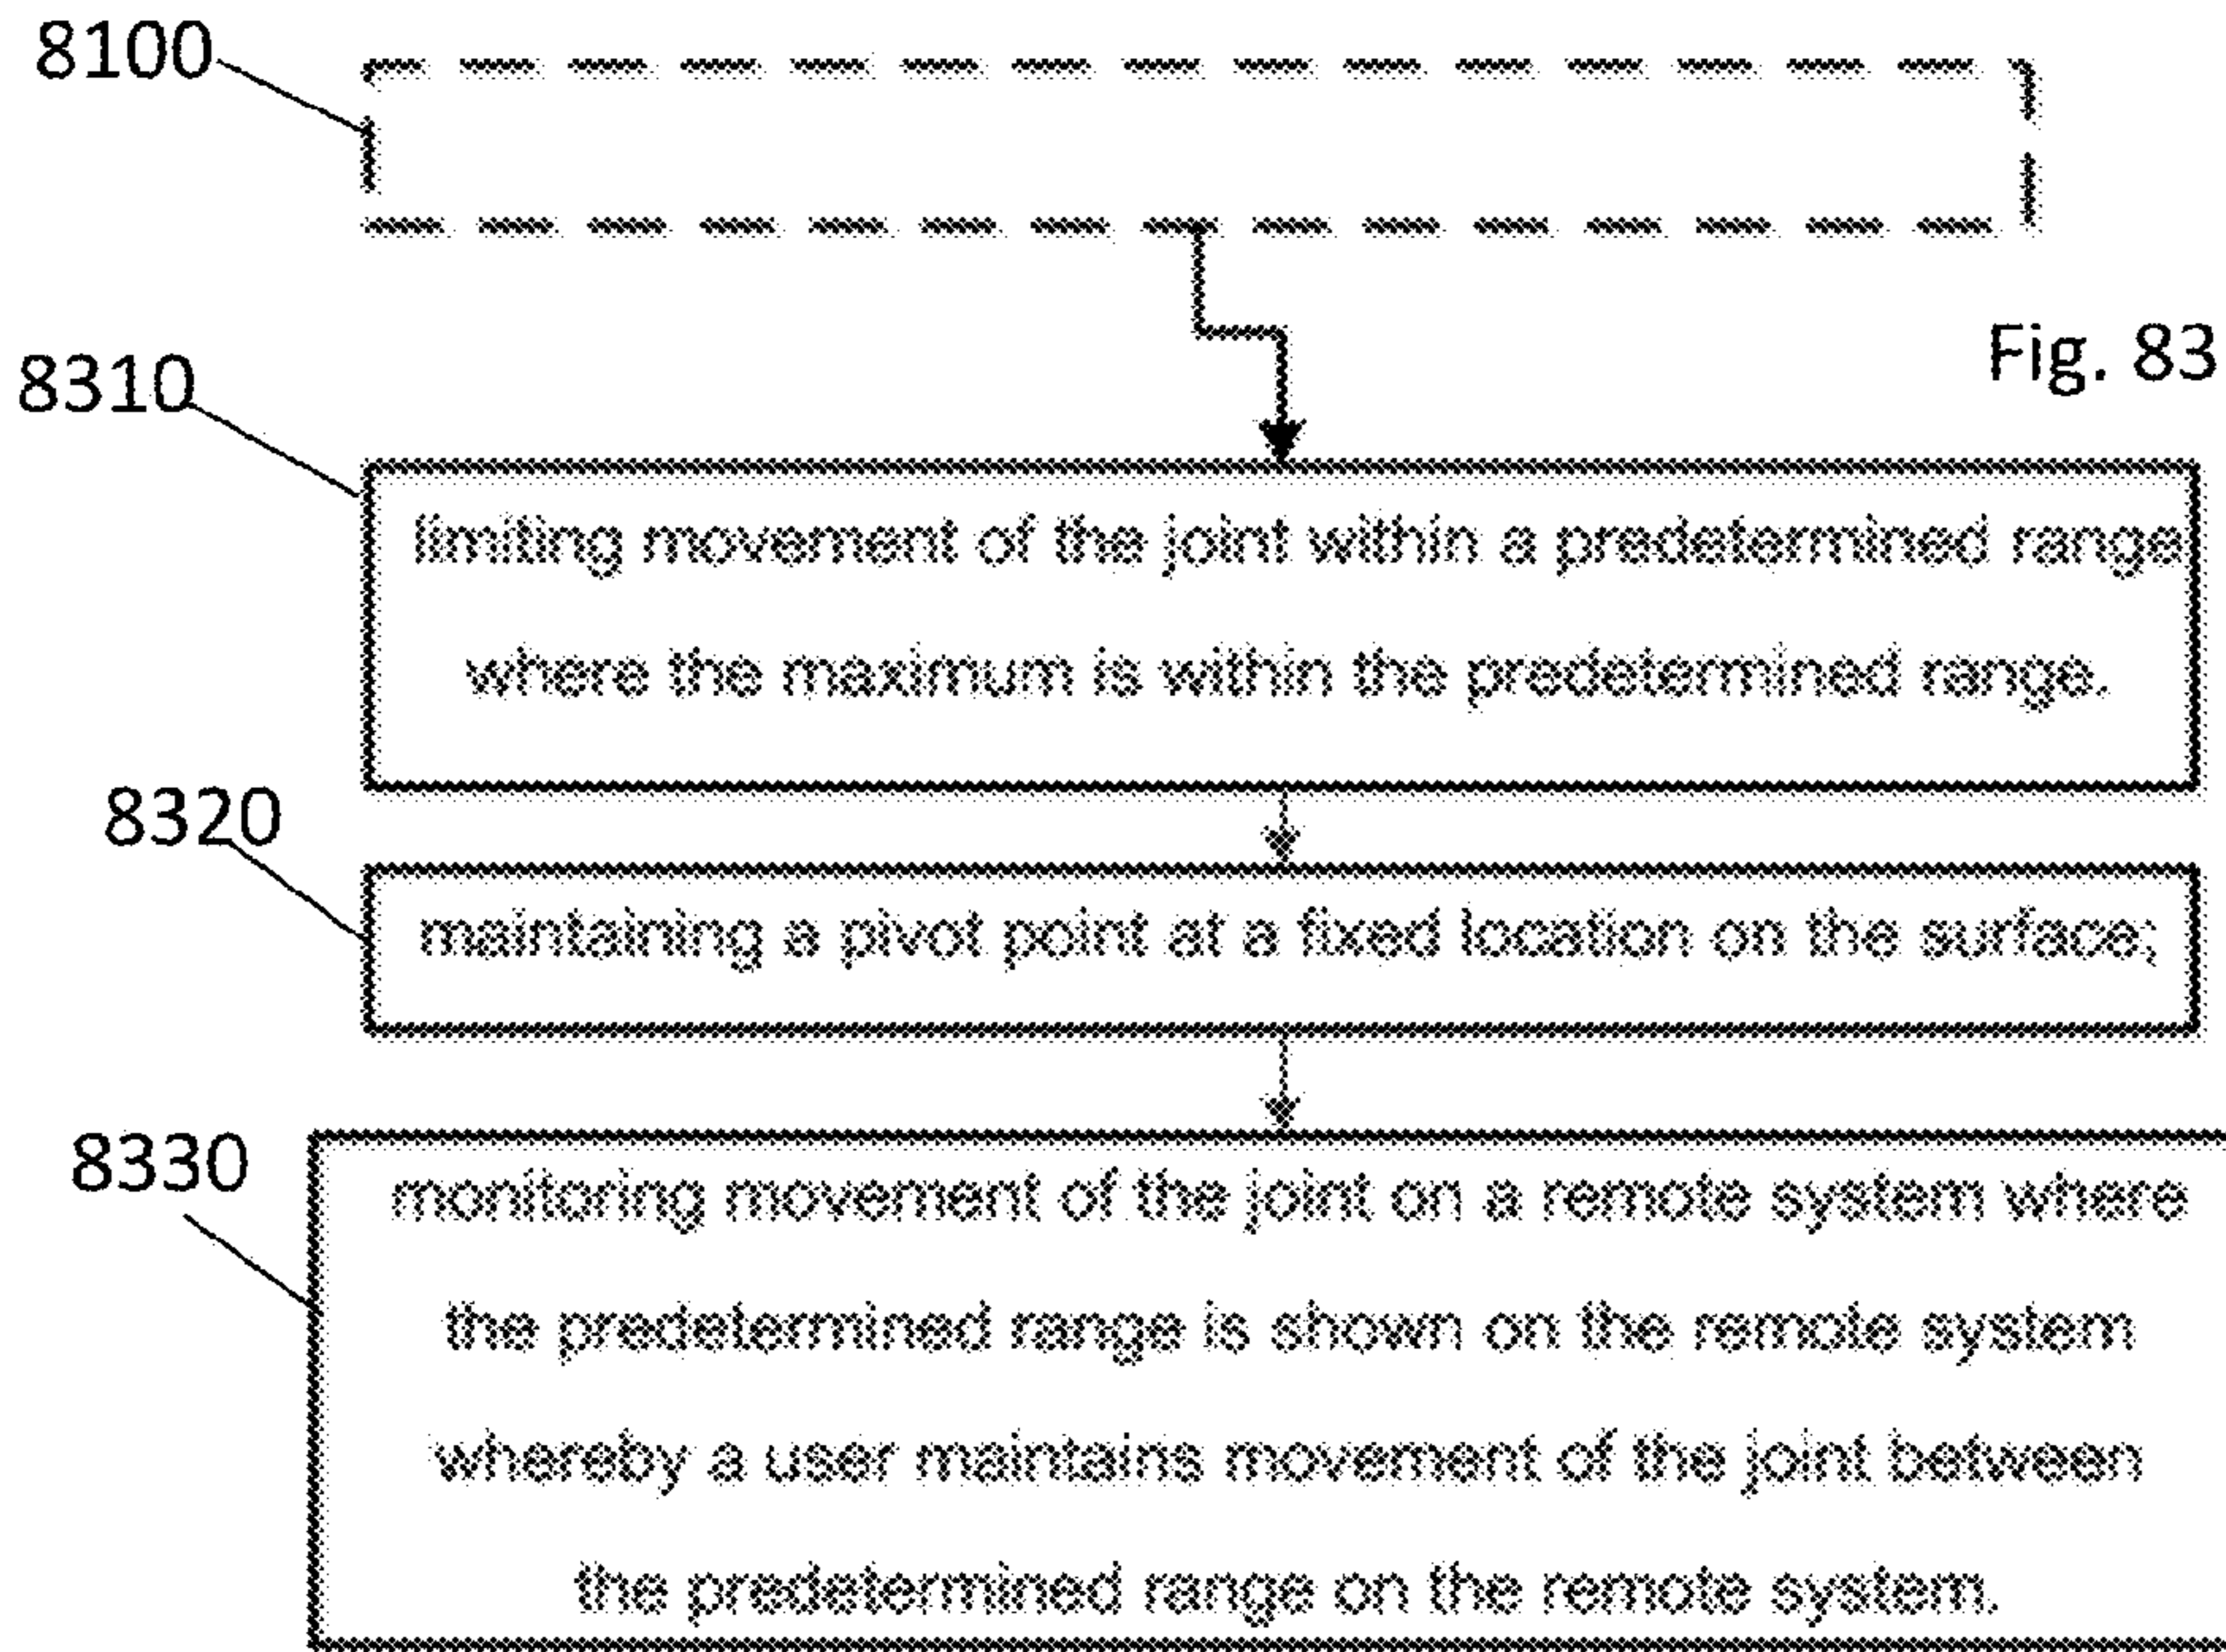 8100
Fig. 83
8310
limiting movement of the joint within a predetermined range
where the maximum is within the predetermined range.
8320
maintaining a pivot point at a fixed location on the surface;
8330
monitoring movement of the joint on a remote system where
the predetermined range is shown on the remote system
whereby a user maintains movement of the joint between
the predetermined range on the remote system.